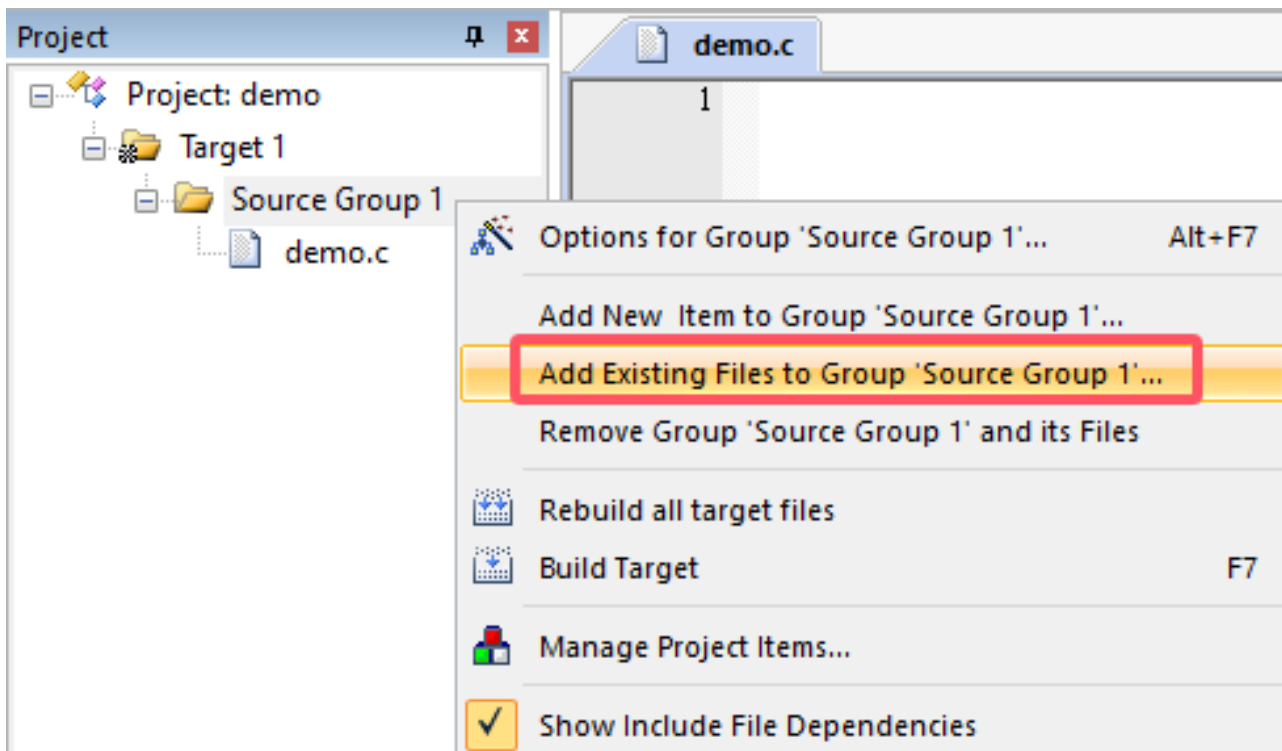 Project
demo.c
Project: demo
1
Target 1
Source Group 1
demo.c
Options for Group 'Source Group 1'... Alt+F7
Add New  Item to Group 'Source Group 1'...
Add Existing Files to Group 'Source Group 1'...
Remove Group 'Source Group 1' and its Files
Rebuild all target files
Build Target F7
Manage Project Items...
Show Include File Dependencies